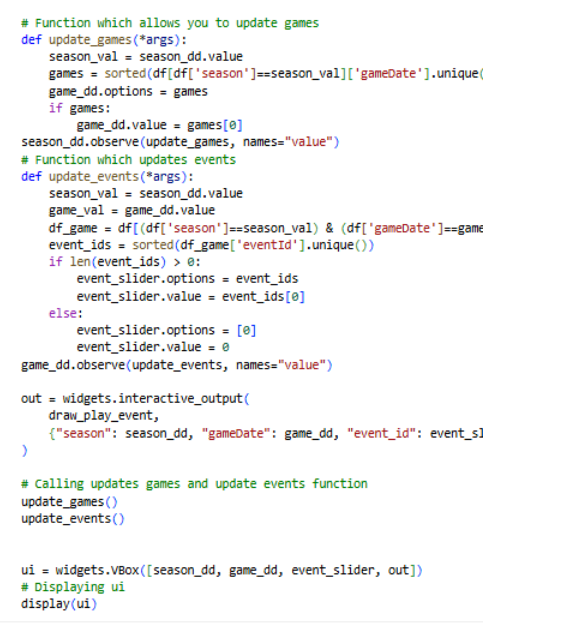 # Function which allows you to update games
def update_games(*args):
    season_val = season_dd.value
    games = sorted(df[df['season']==season_val]['gameDate'].unique(
    game_dd.options = games
    if games:
        game_dd.value = games[0]
season_dd.observe(update_games, names="value")
# Function which updates events
def update_events(*args):
    season_val = season_dd.value
    game_val = game_dd.value
    df_game = df[(df['season']==season_val) & (df['gameDate']==game
    event_ids = sorted(df_game['eventId'].unique())
    if len(event_ids) > 0:
        event_slider.options = event_ids
        event_slider.value = event_ids[0]
    else:
        event_slider.options = [0]
        event_slider.value = 0
game_dd.observe(update_events, names="value")
out = widgets.interactive_output(
    draw_play_event,
    {"season": season_dd, "gameDate": game_dd, "event_id": event_sl
)
# Calling updates games and update events function
update_games()
update_events()
ui = widgets.VBox([season_dd, game_dd, event_slider, out])
# Displaying ui
display(ui)